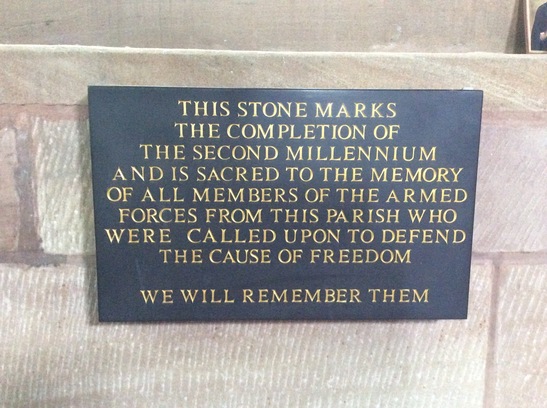 THIS STONE MARKS
THE COMPLETION OF
THE SECOND MILLENNIUM
AND IS SACRED TO THE MEMORY
OF ALL MEMBERS OF THE ARMED
FORCES FROM THIS PARISH WHO
WERE CALLED UPON TO DEFEND
THE CAUSE OF FREEDOM
WE WILL REMEMBER THEM